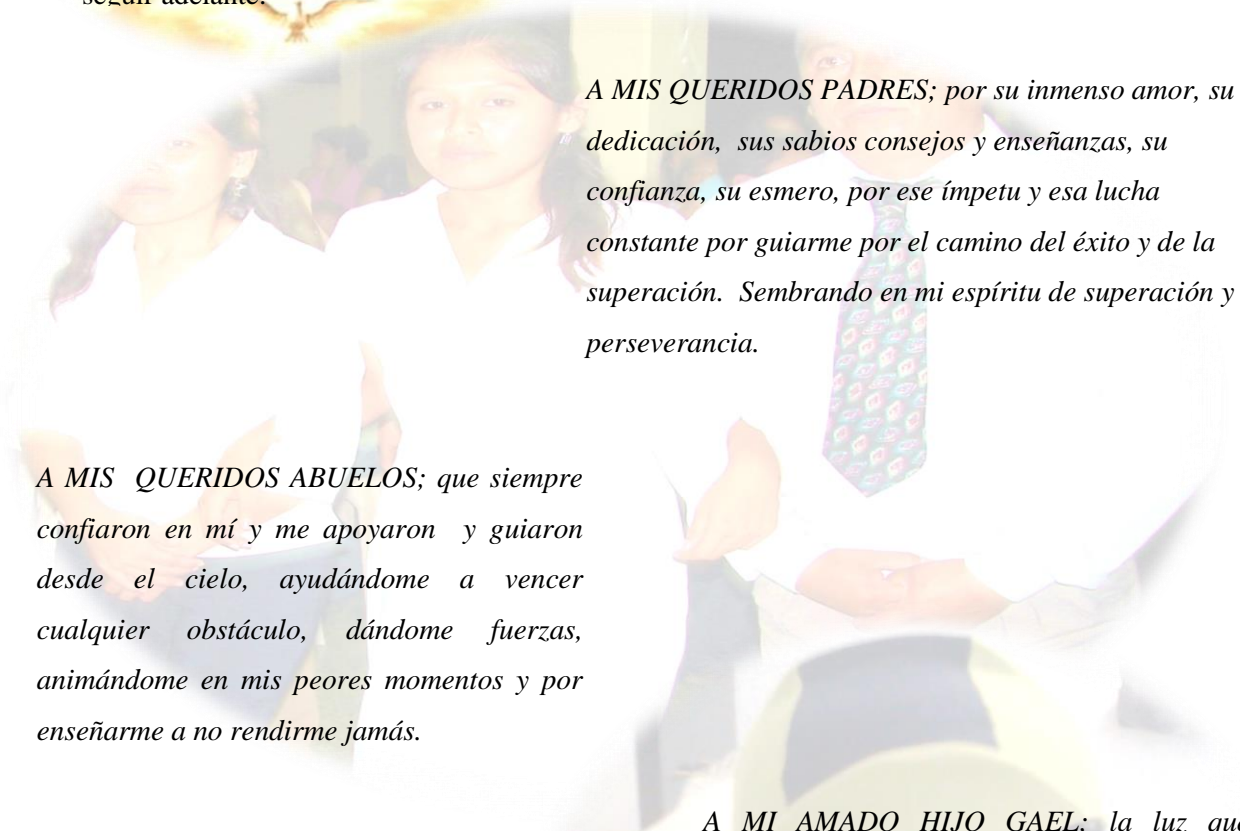 seguir adelante.
A MIS QUERIDOS PADRES; por su inmenso amor, su
dedicación, sus sabios consejos y enseñanzas, su
confianza, su esmero, por ese ímpetu y esa lucha
constante por guiarme por el camino del éxito y de la
superación. Sembrando en mi espíritu de superación y
perseverancia.
A MIS QUERIDOS ABUELOS; que siempre
confiaron en mí y me apoyaron y guiaron
desde el cielo, ayudándome a vencer
cualquier obstáculo, dándome fuerzas,
animándome en mis peores momentos y por
enseñarme a no rendirme jamás.
A MI AMADO HIJO GAEL; la luz que